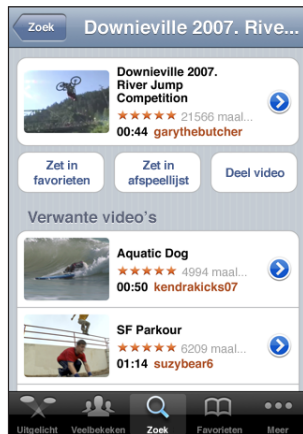 Zoek
Downieville 2007. Rive...
Downieville 2007.
River Jump
Competition
21566 maal...
00:44 garythebutcher
Zet in
favorieten
Zet in
afspeellijst
Deel video
Verwante video's
Aquatic Dog
4994 maal...
00:50 kendrakicks07
SF Parkour
6209 maal...
01:14 suzybear6
Uitgelicht
Veelbekeken
Zoek
Favorieten
Meer